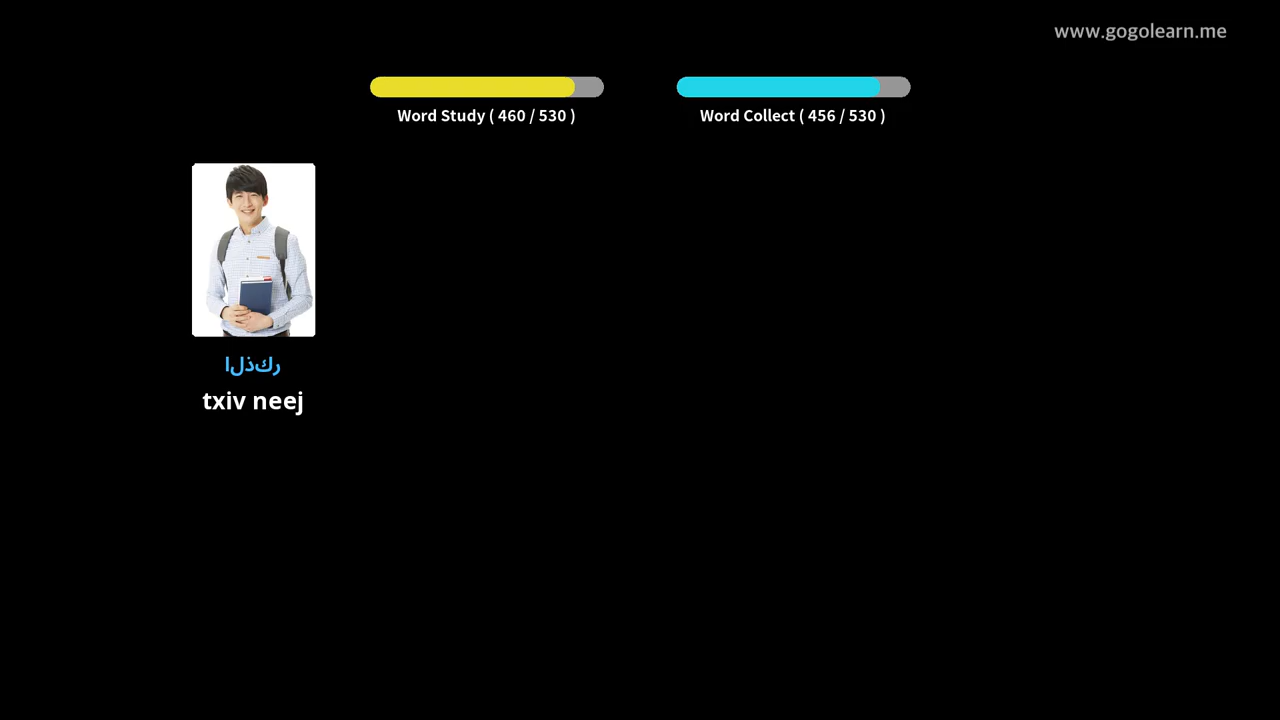 www.gogolearn.me
Word Study ( 460 / 530 )
Word Collect ( 456 / 530 )
الذكر
txiv neej